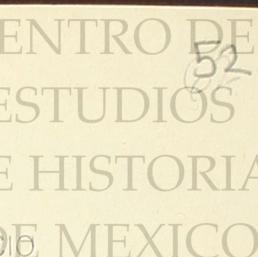 ENTRO DE
52
ESTUDIOS
E HISTORIA
DE MEXICO